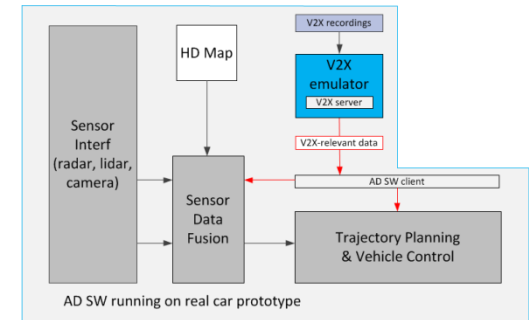 V2X recordings
HD Map
V2X
emulator
V2X server
Sensor
Interf
(radar, lidar,
camera)
V2X-relevant data
AD SW client
Sensor
Data
Fusion
Trajectory Planning
& Vehicle Control
AD SW running on real car prototype